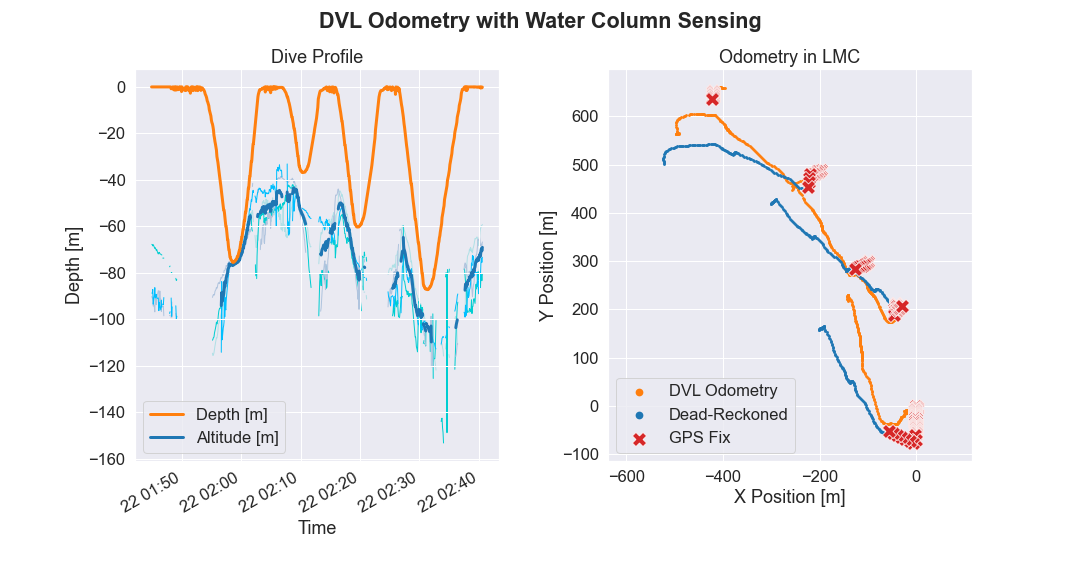 DVL Odometry with Water Column Sensing
Dive Profile
0
−20
−40
−60
−80
−100
−120
−140
−160
Depth [m]
Depth [m]
Altitude [m]
22 01:50
22 02:00
22 02:10
22 02:20
22 02:30
22 02:40
Time
Odometry in LMC
600
500
400
300
200
100
0
−100
Y Position [m]
DVL Odometry
Dead-Reckoned
GPS Fix
−600
−400
−200
0
X Position [m]